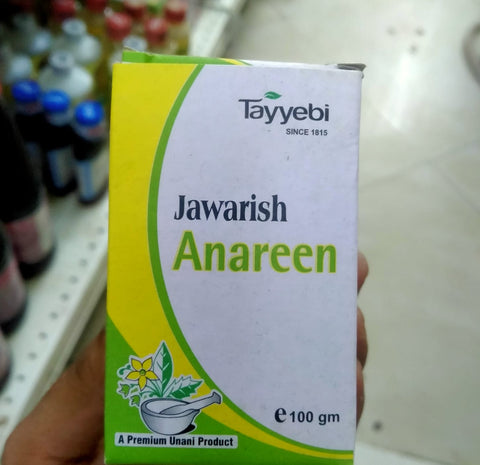 Tayyebi
SINCE 1815
Jawarish
Anareen
e 100 gm
A Premium Unani Product